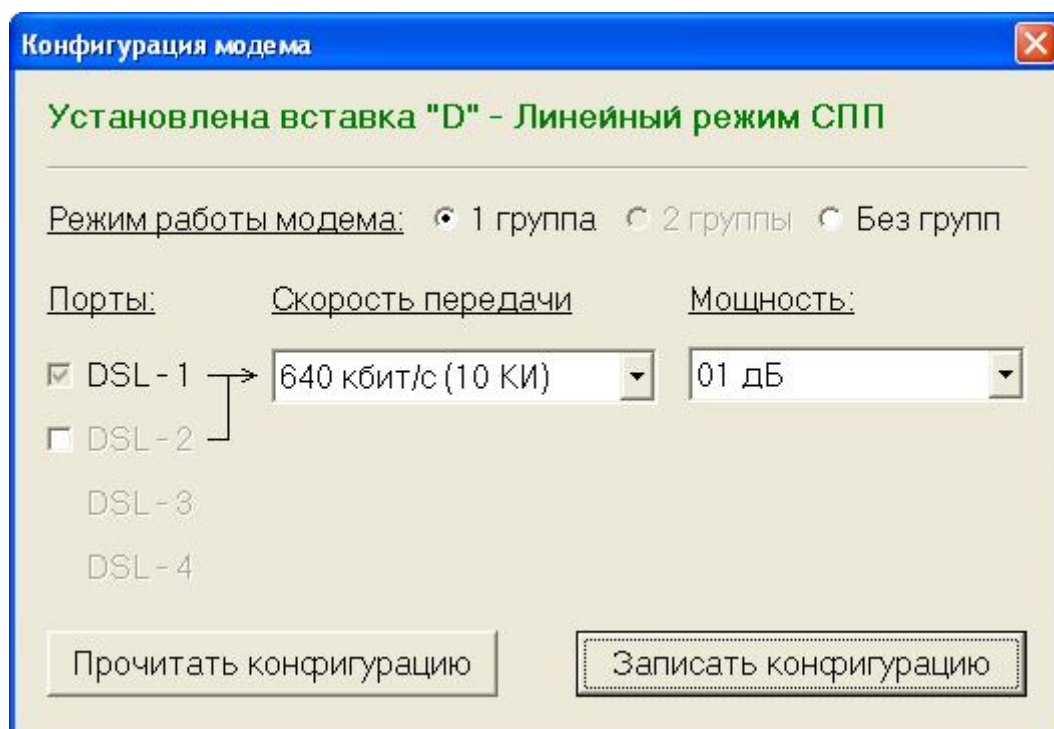 Конфигурация модема
Установлена вставка "D" - Линейный режим СПП
Режим работы модема: 1 группа 2 группы Без групп
Порты: Скорость передачи Мощность:
DSL-1 640 кбит/с (10 КИ) 01 дБ
DSL-2
DSL-3
DSL-4
Прочитать конфигурацию Записать конфигурацию